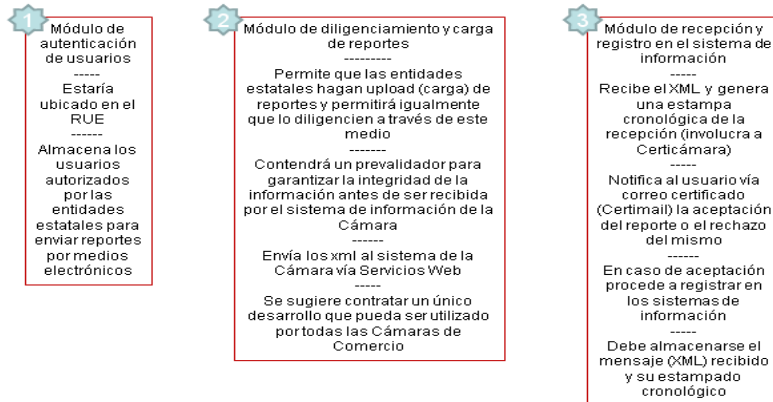 1
Módulo de
autenticación
de usuarios
-----
Estaría
ubicado en el
RUE
------
Almacena los
usuarios
autorizados
por las
entidades
estatales para
enviar reportes
por medios
electrónicos
2
Módulo de diligenciamiento y carga
de reportes
---------
Permite que las entidades
estatales hagan upload (carga) de
reportes y permitirá igualmente
que lo diligencien a través de este
medio
-------
Contendrá un prevalidador para
garantizar la integridad de la
información antes de ser recibida
por el sistema de información de la
Cámara
------
Envía los xml al sistema de la
Cámara vía Servicios Web
-----
Se sugiere contratar un único
desarrollo que pueda ser utilizado
por todas las Cámaras de
Comercio
3
Módulo de recepción y
registro en el sistema de
información
-----
Recibe el XML y genera
una estampa
cronológica de la
recepción (involucra a
Certicámara)
-----
Notifica al usuario vía
correo certificado
(Certimail) la aceptación
del reporte o el rechazo
del mismo
------
En caso de aceptación
procede a registrar en
los sistemas de
información
-----
Debe almacenarse el
mensaje (XML) recibido
y su estampado
cronológico